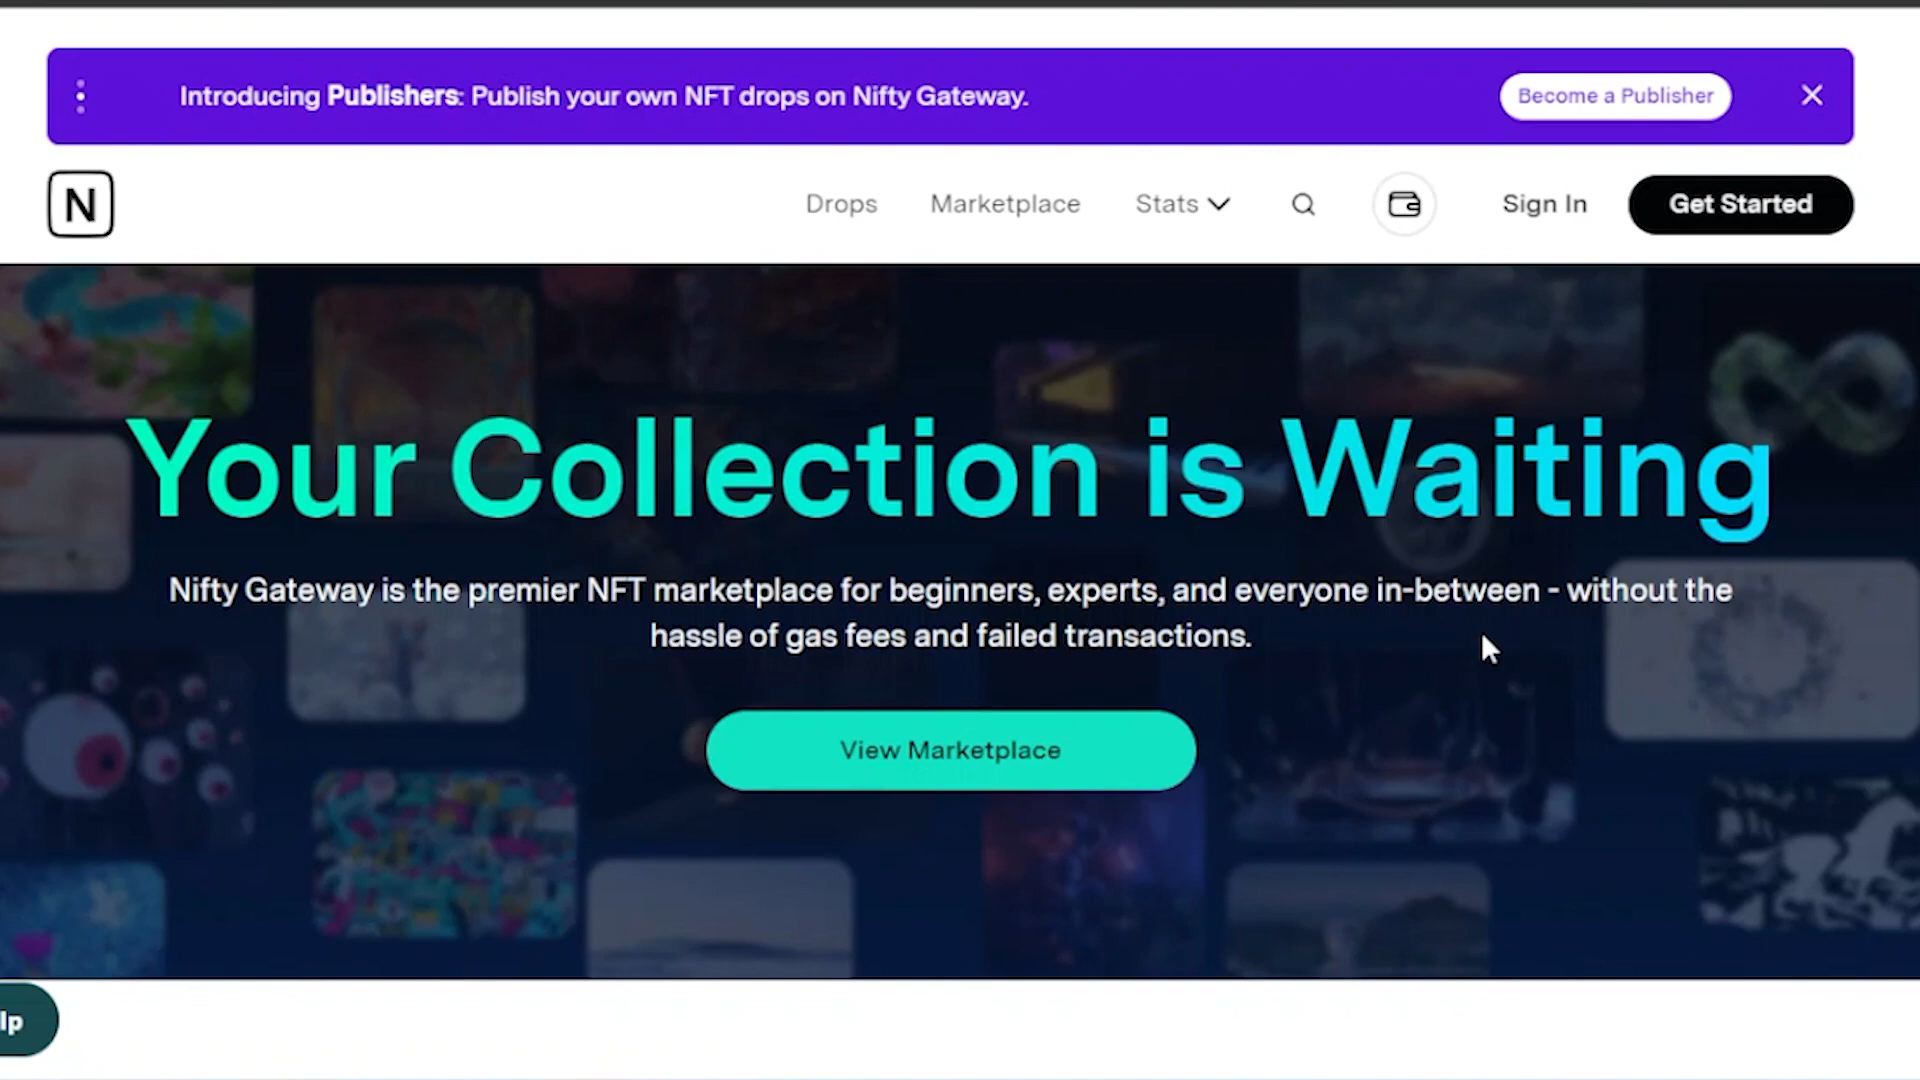 Introducing Publishers: Publish your own NFT drops on Nifty Gateway.
Become a Publisher
N
Drops
Marketplace
Stats
Sign In
Get Started
Your Collection is Waiting
Nifty Gateway is the premier NFT marketplace for beginners, experts, and everyone in-between - without the
hassle of gas fees and failed transactions.
View Marketplace
lp